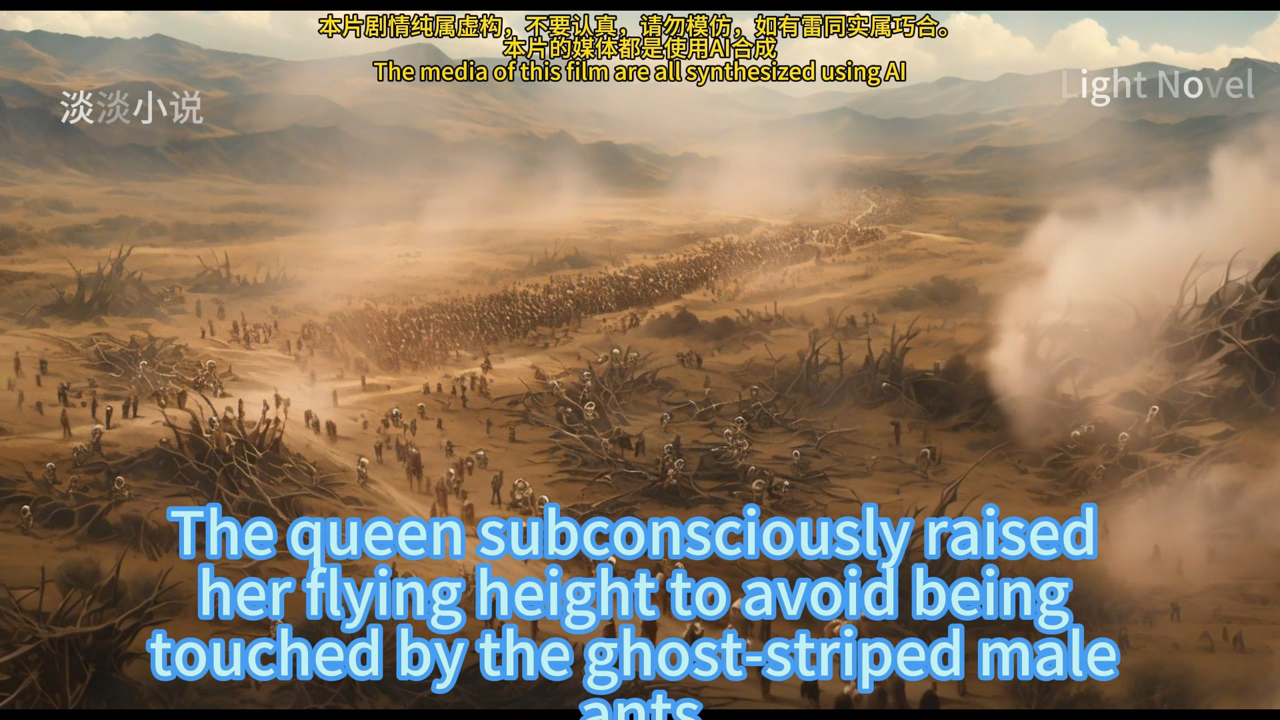 本片剧情纯属虚构，不要认真，请勿模仿，如有雷同实属巧合。
本片的媒体都是使用AI合成
The media of this film are all synthesized using AI
Light Novel
淡淡小说
The queen subconsciously raised
her flying height to avoid being
touched by the ghost-striped male
ants